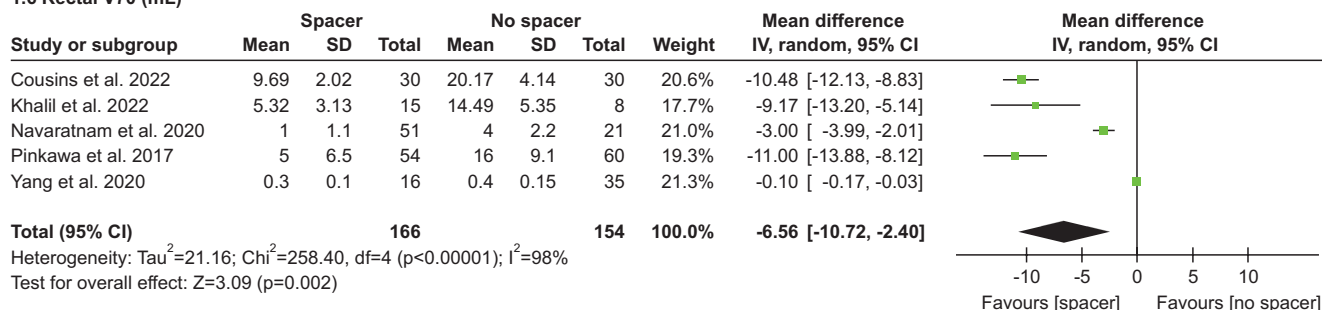 1.6 Rectal V70 (mL)
Spacer No spacer Mean difference Mean difference
Study or subgroup Mean SD Total Mean SD Total Weight IV, random, 95% CI IV, random, 95% CI
Cousins et al. 2022 9.69 2.02 30 20.17 4.14 30 20.6% -10.48 [-12.13, -8.83]
Khalil et al. 2022 5.32 3.13 15 14.49 5.35 8 17.7% -9.17 [-13.20, -5.14]
Navaratnam et al. 2020 1 1.1 51 4 2.2 21 21.0% -3.00 [ -3.99, -2.01]
Pinkawa et al. 2017 5 6.5 54 16 9.1 60 19.3% -11.00 [-13.88, -8.12]
Yang et al. 2020 0.3 0.1 16 0.4 0.15 35 21.3% -0.10 [ -0.17, -0.03]
Total (95% CI) 166 154 100.0% -6.56 [-10.72, -2.40]
Heterogeneity: Tau²=21.16; Chi²=258.40, df=4 (p<0.00001); I²=98%
Test for overall effect: Z=3.09 (p=0.002)
-10 -5 0 5 10
Favours [spacer] Favours [no spacer]